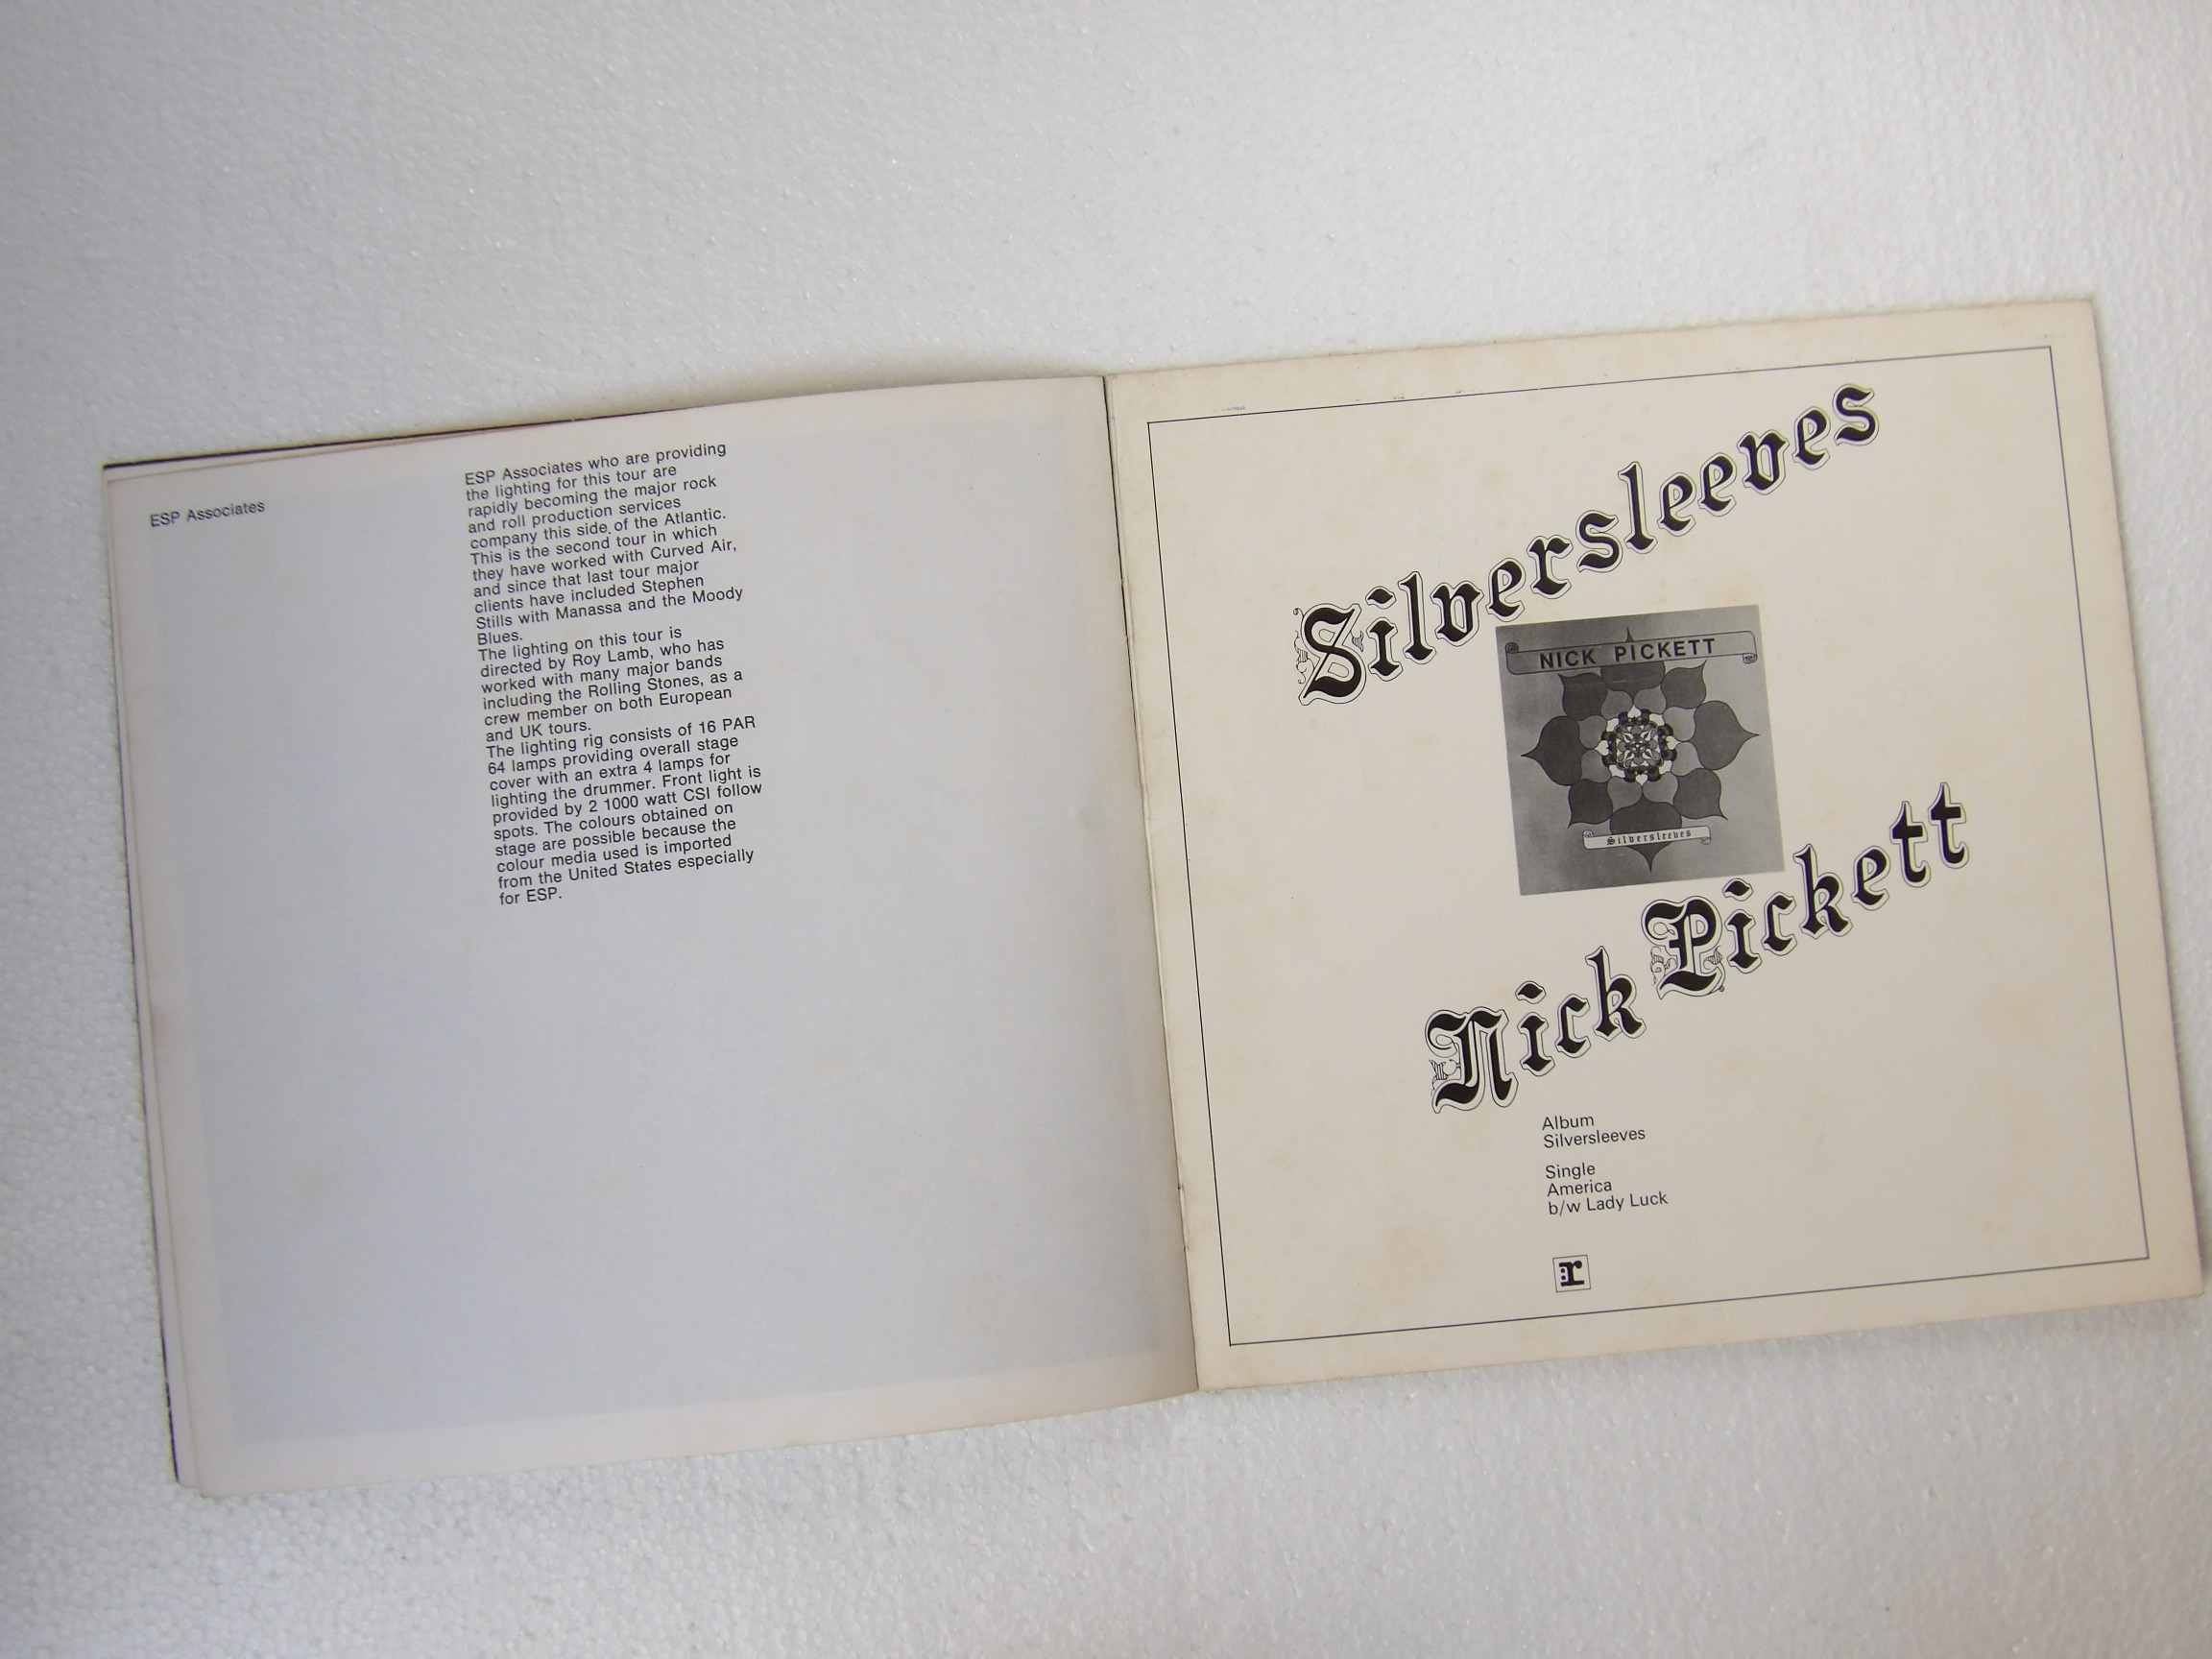 ESP Associates
ESP Associates who are providing
the lighting for this tour are
rapidly becoming the major rock
and roll production services
company this side of the Atlantic.
This is the second tour in which
they have worked with Curved Air,
and since that last tour major
clients have included Stephen
Stills with Manassa and the Moody
Blues.
The lighting on this tour is
directed by Roy Lamb, who has
worked with many major bands
including the Rolling Stones, as a
crew member on both European
and UK tours.
The lighting rig consists of 16 PAR
64 lamps providing overall stage
cover with an extra 4 lamps for
lighting the drummer. Front light is
provided by 2 1000 watt CSI follow
spots. The colours obtained on
stage are possible because the
colour media used is imported
from the United States especially
for ESP.
Silversleeves
NICK PICKETT
Silversleeves
Nick Pickett
Album
Silversleeves
Single
America
b/w Lady Luck
r